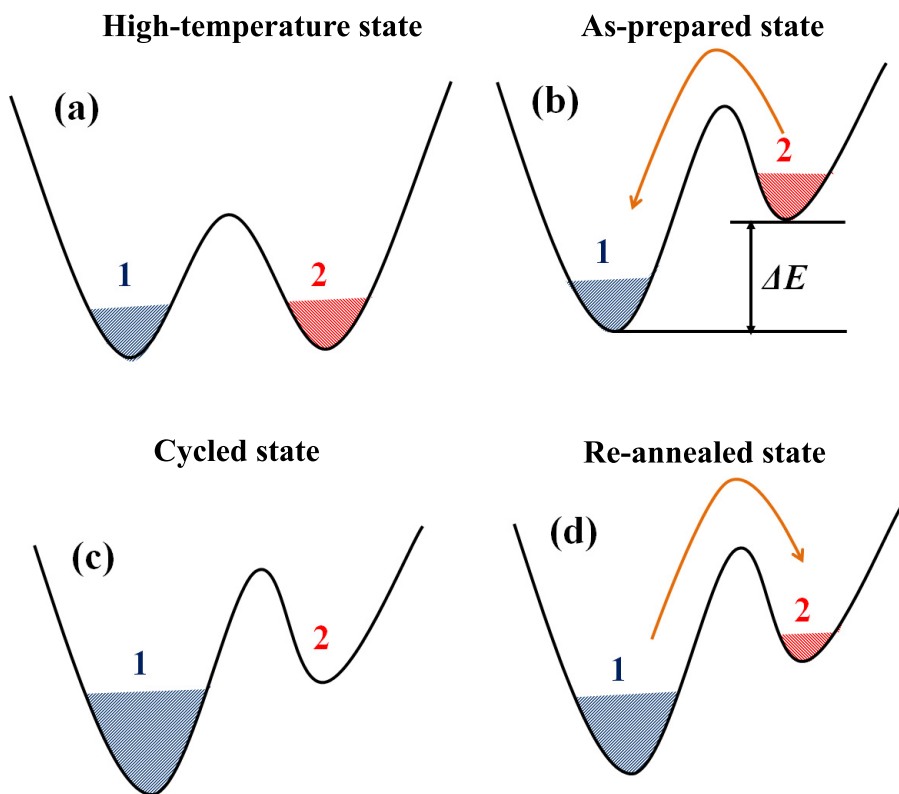 High-temperature state
As-prepared state
(a)
(b)
1
2
1
2
ΔE
Cycled state
Re-annealed state
(c)
(d)
1
2
1
2